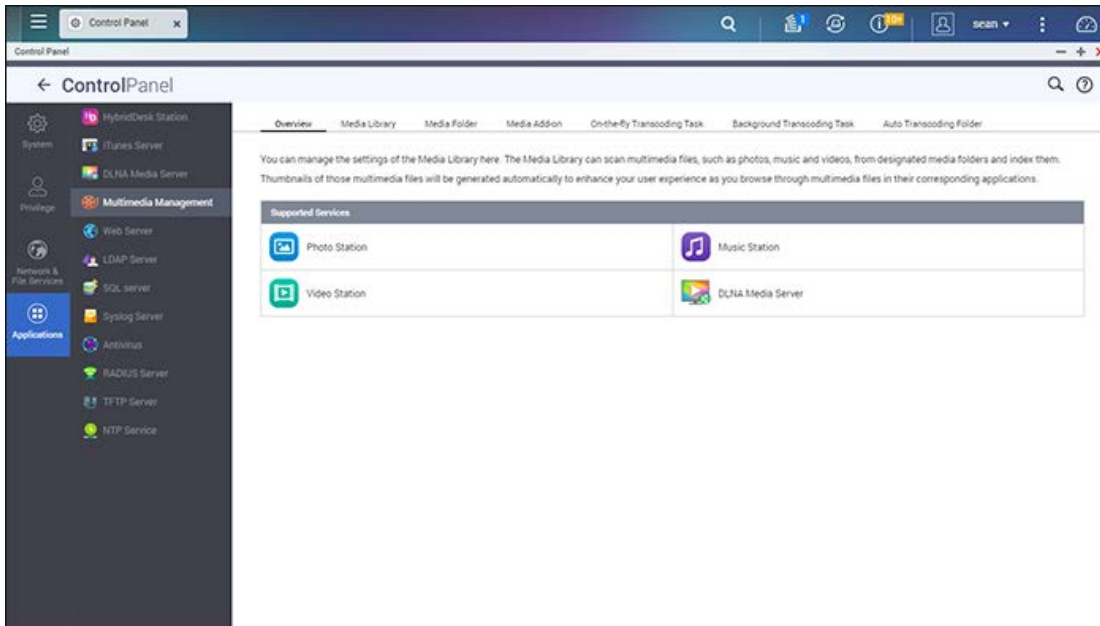 Control Panel
1
10+
sean
Control Panel
ControlPanel
System
Privilege
Network &
File Services
Applications
HybridDesk Station
iTunes Server
DLNA Media Server
Multimedia Management
Web Server
LDAP Server
SQL server
Syslog Server
Antivirus
RADIUS Server
TFTP Server
NTP Service
Overview Media Library Media Folder Media Add-on On-the-fly Transcoding Task Background Transcoding Task Auto Transcoding Folder
You can manage the settings of the Media Library here. The Media Library can scan multimedia files, such as photos, music and videos, from designated media folders and index them.
Thumbnails of those multimedia files will be generated automatically to enhance your user experience as you browse through multimedia files in their corresponding applications.
Supported Services
Photo Station Music Station
Video Station DLNA Media Server